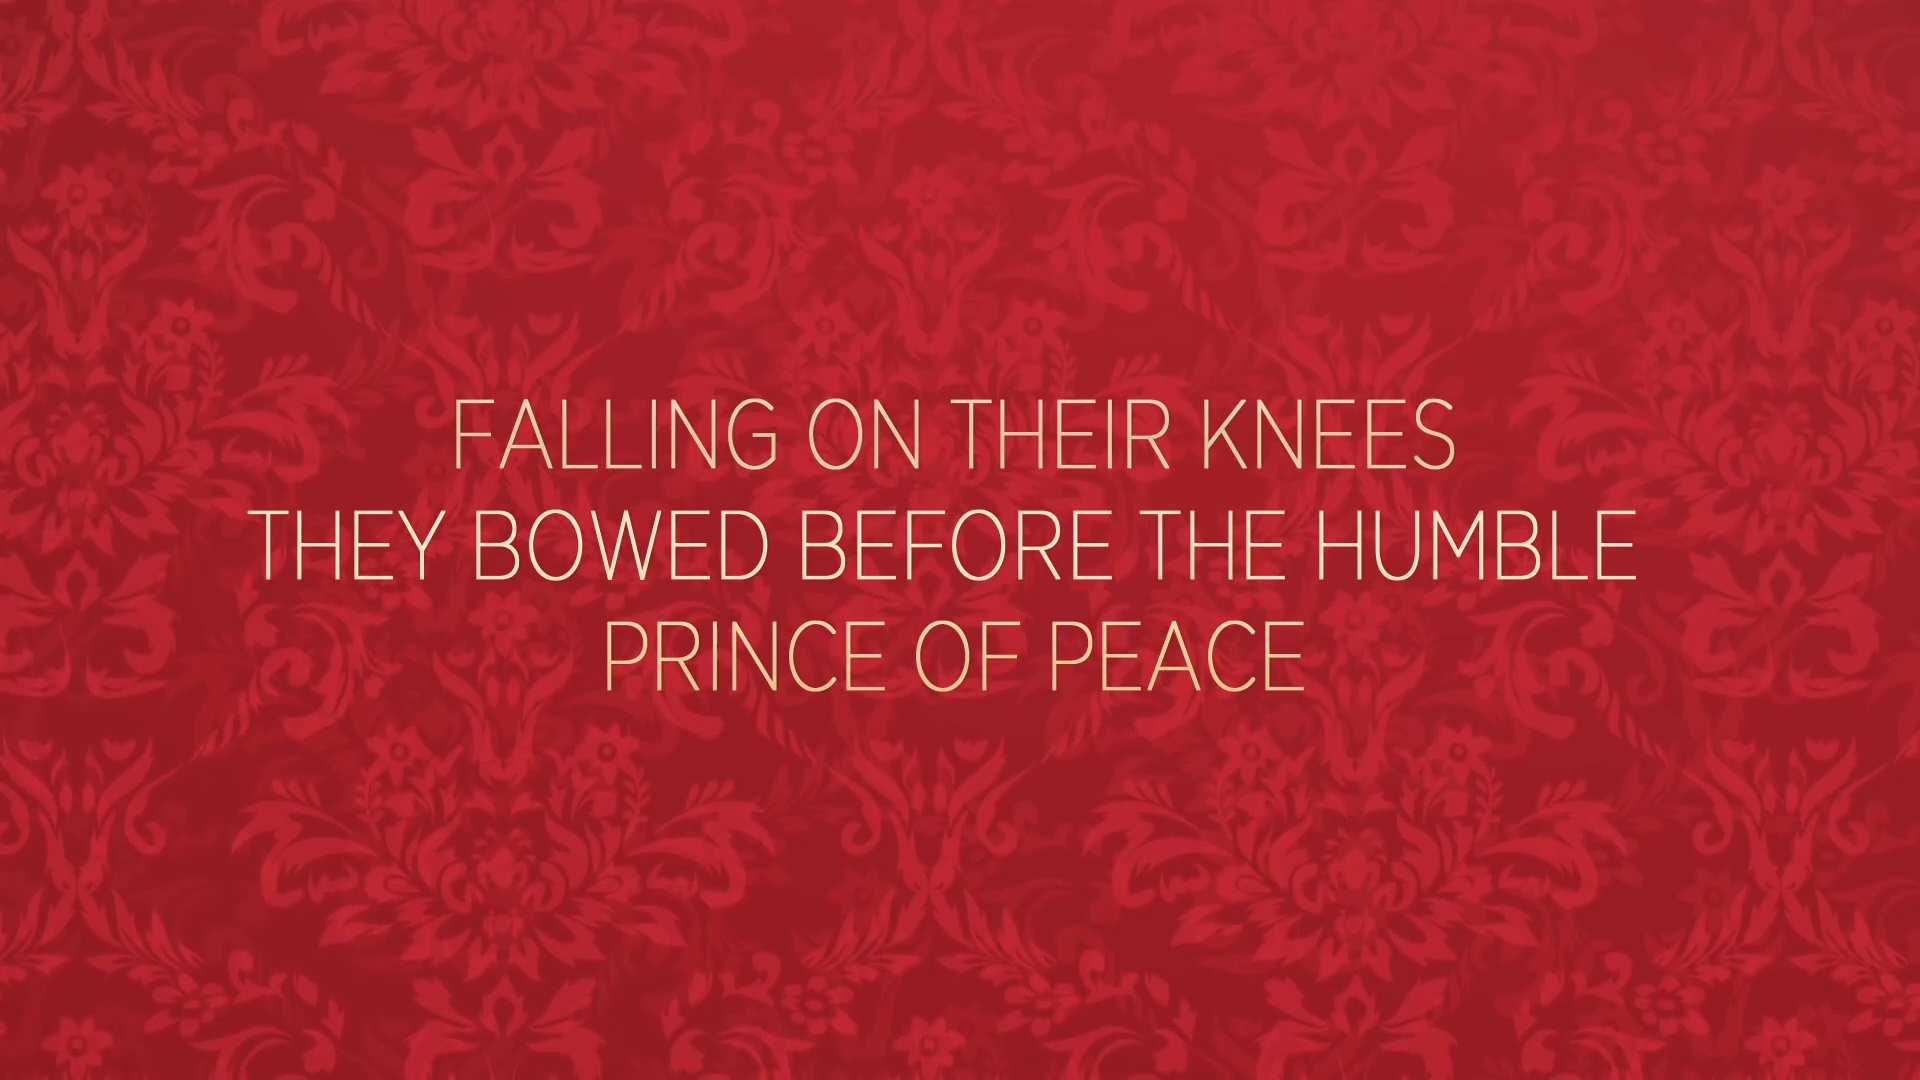 FALLING ON THEIR KNEES
THEY BOWED BEFORE THE HUMBLE
PRINCE OF PEACE